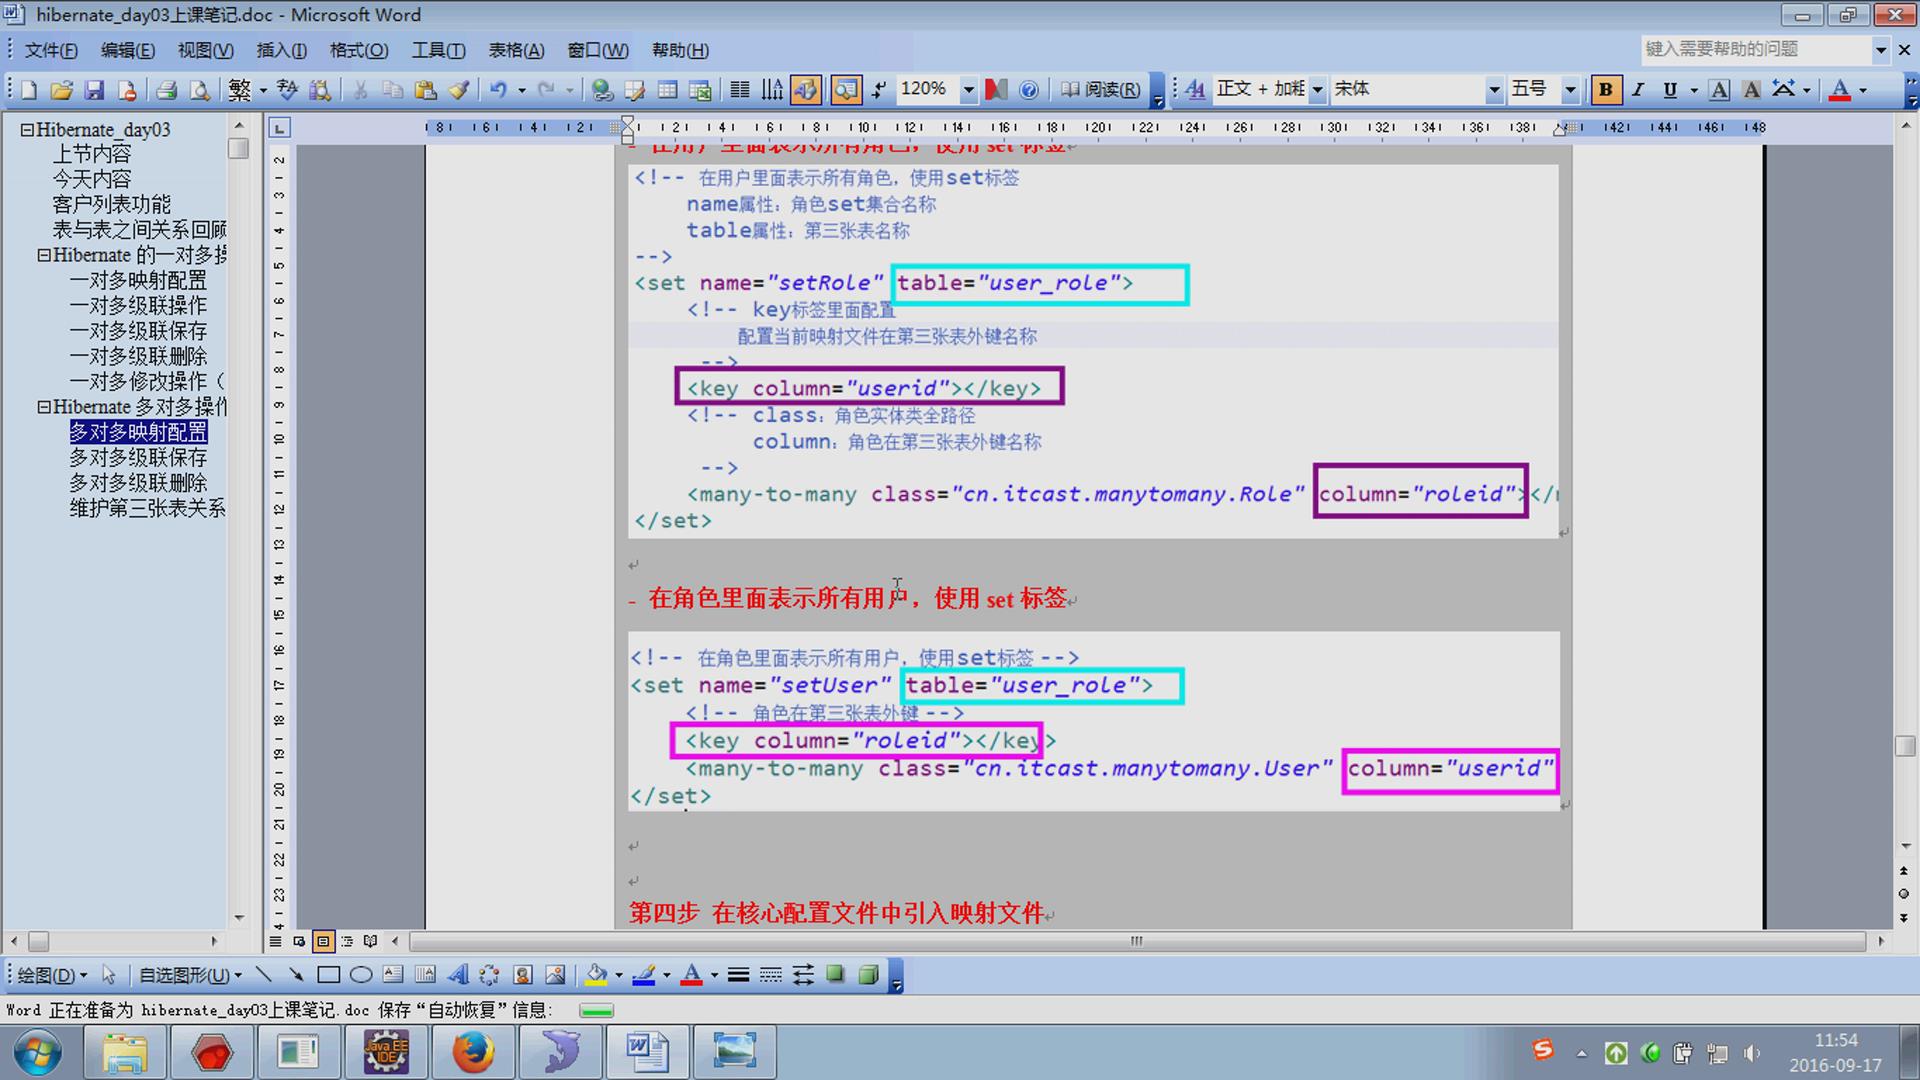 hibernate_day03上课笔记.doc - Microsoft Word
文件(F) 编辑(E) 视图(V) 插入(I) 格式(O) 工具(T) 表格(A) 窗口(W) 帮助(H)
键入需要帮助的问题
繁 120% 阅读(R) 正文 + 加粗 宋体 五号 B I U A A A
Hibernate_day03
上节内容
今天内容
客户列表功能
表与表之间关系回顾
Hibernate 的一对多操
一对多映射配置
一对多级联操作
一对多级联保存
一对多级联删除
一对多修改操作（
Hibernate 多对多操作
多对多映射配置
多对多级联保存
多对多级联删除
维护第三张表关系
- 在用户里面表示所有角色，使用 set 标签
<!-- 在用户里面表示所有角色，使用set标签
name属性：角色set集合名称
table属性：第三张表名称
-->
<set name="setRole" table="user_role">
<!-- key标签里面配置
配置当前映射文件在第三张表外键名称
-->
<key column="userid"></key>
<!-- class：角色实体类全路径
column：角色在第三张表外键名称
-->
<many-to-many class="cn.itcast.manytomany.Role" column="roleid"></
</set>
- 在角色里面表示所有用户，使用 set 标签
<!-- 在角色里面表示所有用户，使用set标签 -->
<set name="setUser" table="user_role">
<!-- 角色在第三张表外键 -->
<key column="roleid"></key>
<many-to-many class="cn.itcast.manytomany.User" column="userid"
</set>
第四步 在核心配置文件中引入映射文件
绘图(D) 自选图形(U)
Word 正在准备为 hibernate_day03上课笔记.doc 保存“自动恢复”信息:
11:54
2016-09-17